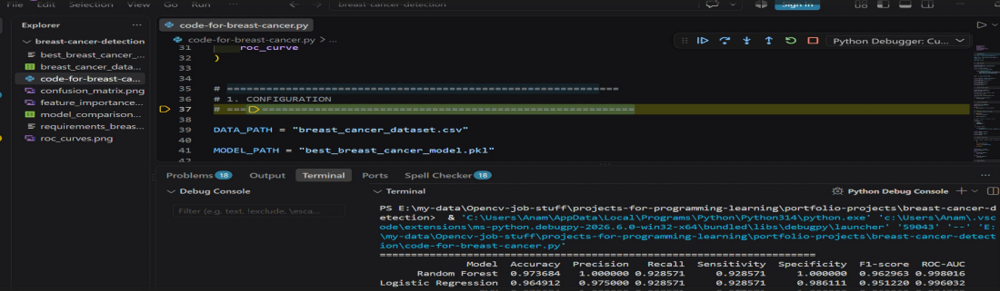 File Edit Selection View Go Run
breast-cancer-detection
Sign In
Explorer
breast-cancer-detection
best_breast_cancer_...
breast_cancer_data...
code-for-breast-ca...
confusion_matrix.png
feature_importance...
model_comparison...
requirements_breas...
roc_curves.png
code-for-breast-cancer.py
code-for-breast-cancer.py > ...
Python Debugger: Cu...
31 roc_curve
32 )
33
34
35 # ============================================================
36 # 1. CONFIGURATION
37 # ============================================================
38
39 DATA_PATH = "breast_cancer_dataset.csv"
40
41 MODEL_PATH = "best_breast_cancer_model.pkl"
42
Problems 18 Output Terminal Ports Spell Checker 18
Debug Console
Filter (e.g. text, !exclude, \esca...
Terminal
Python Debug Console
PS E:\my-data\Opencv-job-stuff\projects-for-programming-learning\portfolio-projects\breast-cancer-d
etection> & 'C:\Users\Anam\AppData\Local\Programs\Python\Python314\python.exe' 'c:\Users\Anam\.vsc
ode\extensions\ms-python.debugpy-2026.6.0-win32-x64\bundled\libs\debugpy\launcher' '59043' '--' 'E:
\my-data\Opencv-job-stuff\projects-for-programming-learning\portfolio-projects\breast-cancer-detect
ion\code-for-breast-cancer.py'
======================================================================
Model Accuracy Precision Recall Sensitivity Specificity F1-score ROC-AUC
Random Forest 0.973684 1.000000 0.928571 0.928571 1.000000 0.962963 0.998016
Logistic Regression 0.964912 0.975000 0.928571 0.928571 0.986111 0.951220 0.996032